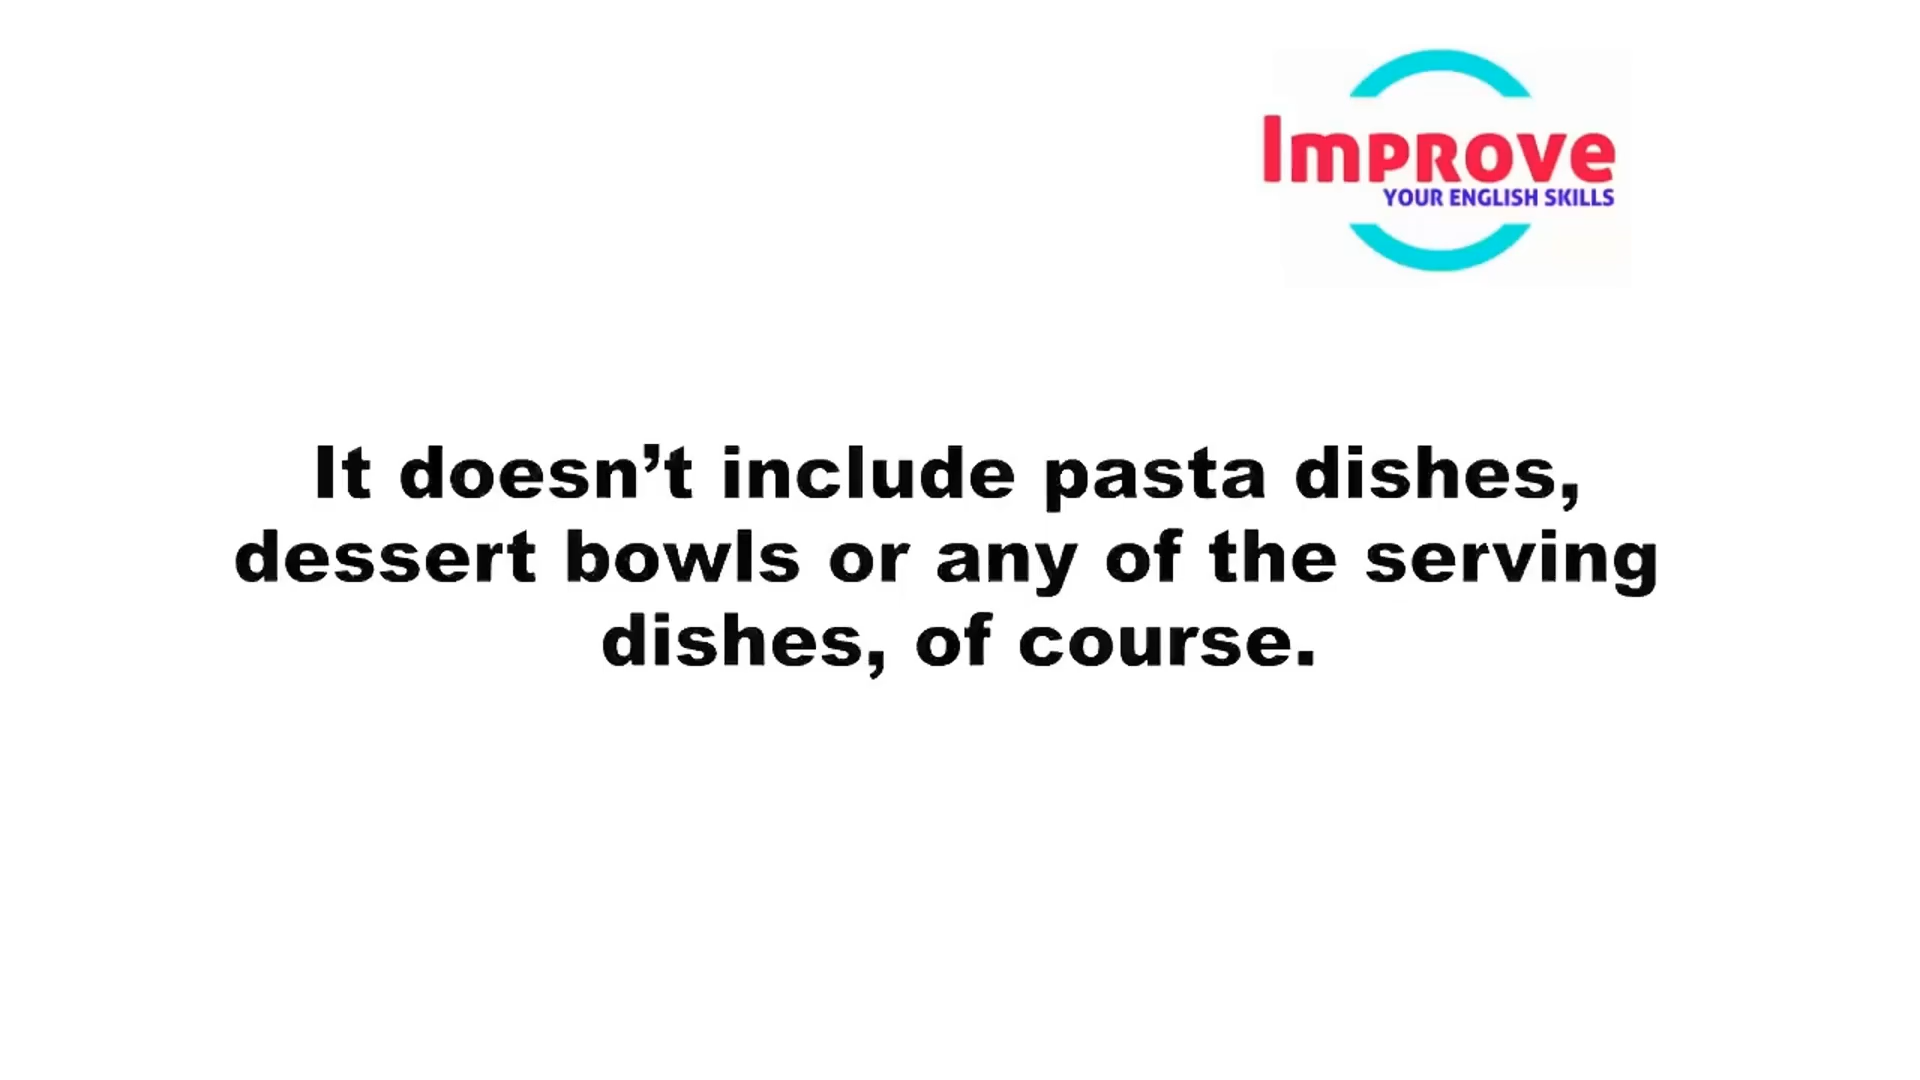 Improve
YOUR ENGLISH SKILLS
It doesn’t include pasta dishes,
dessert bowls or any of the serving
dishes, of course.